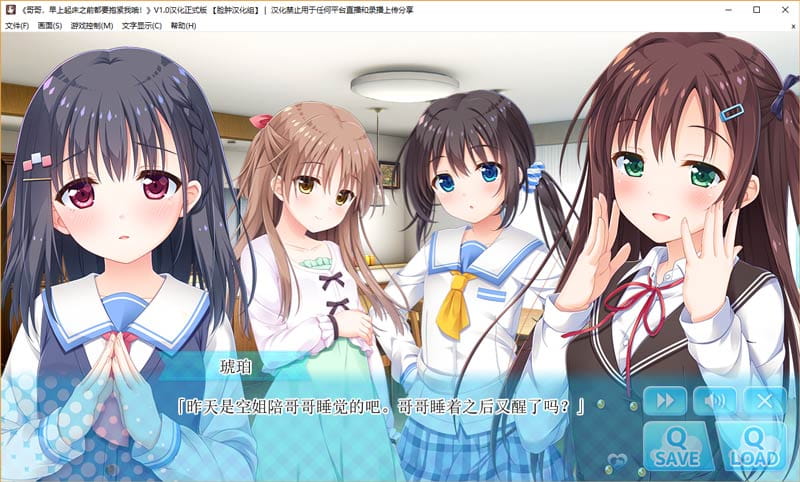 《哥哥，早上起床之前都要抱紧我哦！》V1.0汉化正式版 【脸肿汉化组】| 汉化禁止用于任何平台直播和录播上传分享
文件(F) 画面(S) 游戏控制(M) 文字显示(C) 帮助(H)
琥珀
「昨天是空姐陪哥哥睡觉的吧。哥哥睡着之后又醒了吗？」
Q SAVE
Q LOAD